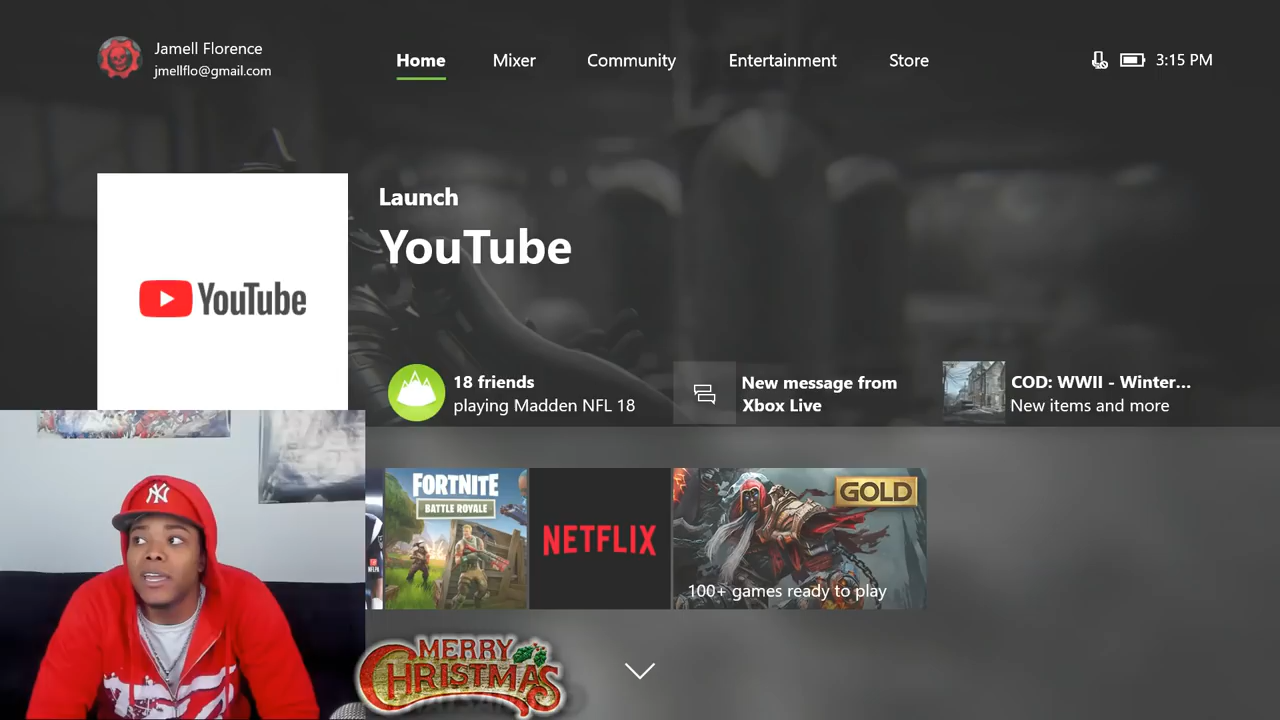 Jamell Florence
jmellflo@gmail.com
Home
Mixer
Community
Entertainment
Store
3:15 PM
Launch
YouTube
YouTube
18 friends
playing Madden NFL 18
New message from
Xbox Live
COD: WWII - Winter...
New items and more
FORTNITE
BATTLE ROYALE
NETFLIX
GOLD
100+ games ready to play
NFLPA
NY
MERRY
CHRISTMAS